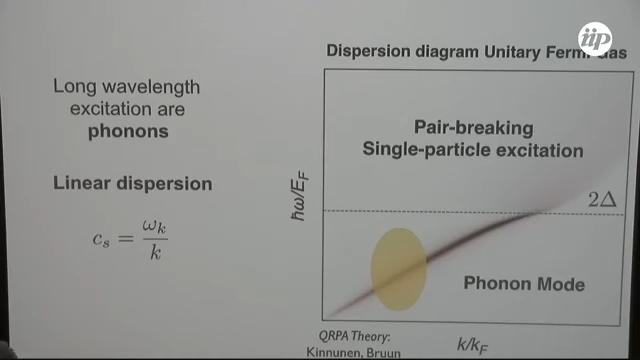 iip
Dispersion diagram Unitary Fermi Gas
Long wavelength
excitation are
phonons
Linear dispersion
c_s = ω_k / k
ħω/E_F
Pair-breaking
Single-particle excitation
2Δ
Phonon Mode
QRPA Theory:
Kinnunen, Bruun
k/k_F